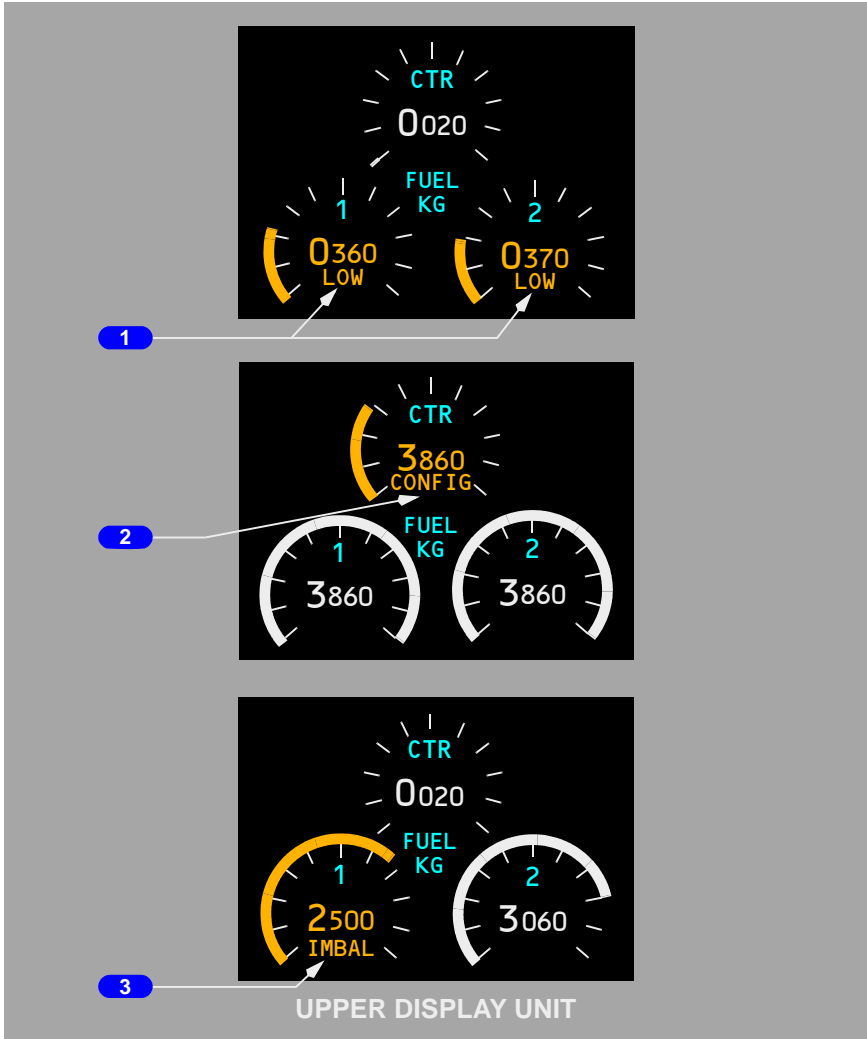 CTR
0020
FUEL
KG
1
2
0360
LOW
0370
LOW
1
CTR
3860
CONFIG
FUEL
KG
1
2
3860
3860
2
CTR
0020
FUEL
KG
1
2
2500
IMBAL
3060
3
UPPER DISPLAY UNIT